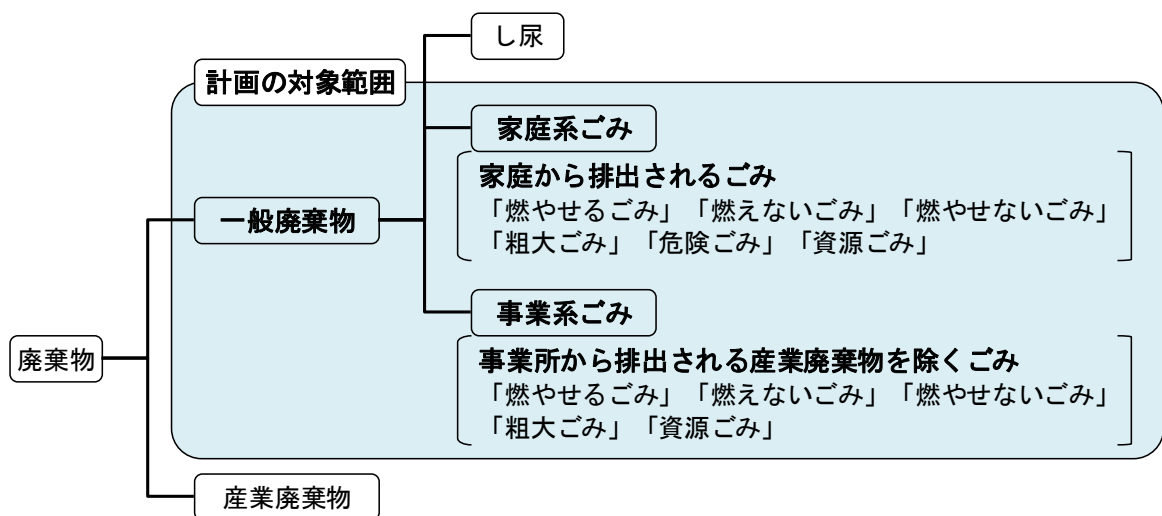 し尿
計画の対象範囲
家庭系ごみ
家庭から排出されるごみ
「燃やせるごみ」「燃えないごみ」「燃やせないごみ」
「粗大ごみ」「危険ごみ」「資源ごみ」
一般廃棄物
事業系ごみ
廃棄物
事業所から排出される産業廃棄物を除くごみ
「燃やせるごみ」「燃えないごみ」「燃やせないごみ」
「粗大ごみ」「資源ごみ」
産業廃棄物